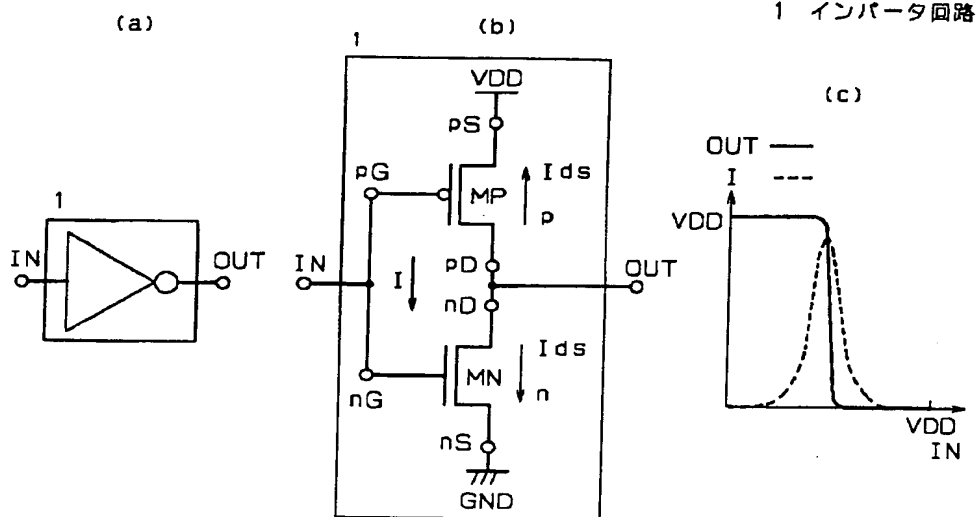 1 インバータ回路
(a)
1
IN
OUT
(b)
1
VDD
pS
pG
MP
Ids
p
IN
I
pD
nD
OUT
MN
Ids
n
nG
nS
GND
(c)
OUT
I
VDD
VDD
IN